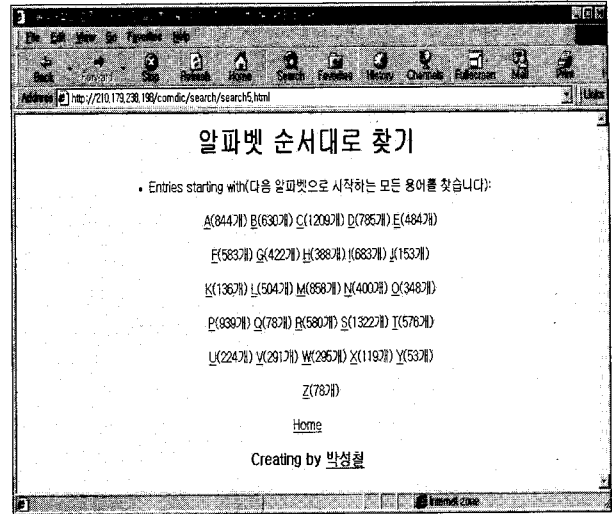 File Edit View Go Favorites Help
Back Forward Stop Refresh Home Search Favorites History Channels Fullscreen Mail Print
Address http://210.179.238.198/comdic/search/search5.html Links
알파벳 순서대로 찾기
• Entries starting with(다음 알파벳으로 시작하는 모든 용어를 찾습니다):
A(844개) B(630개) C(1209개) D(785개) E(484개)
F(583개) G(422개) H(388개) I(683개) J(153개)
K(136개) L(504개) M(858개) N(400개) O(348개)
P(939개) Q(78개) R(580개) S(1322개) T(576개)
U(224개) V(291개) W(295개) X(119개) Y(53개)
Z(78개)
Home
Creating by 박성철
Internet zone